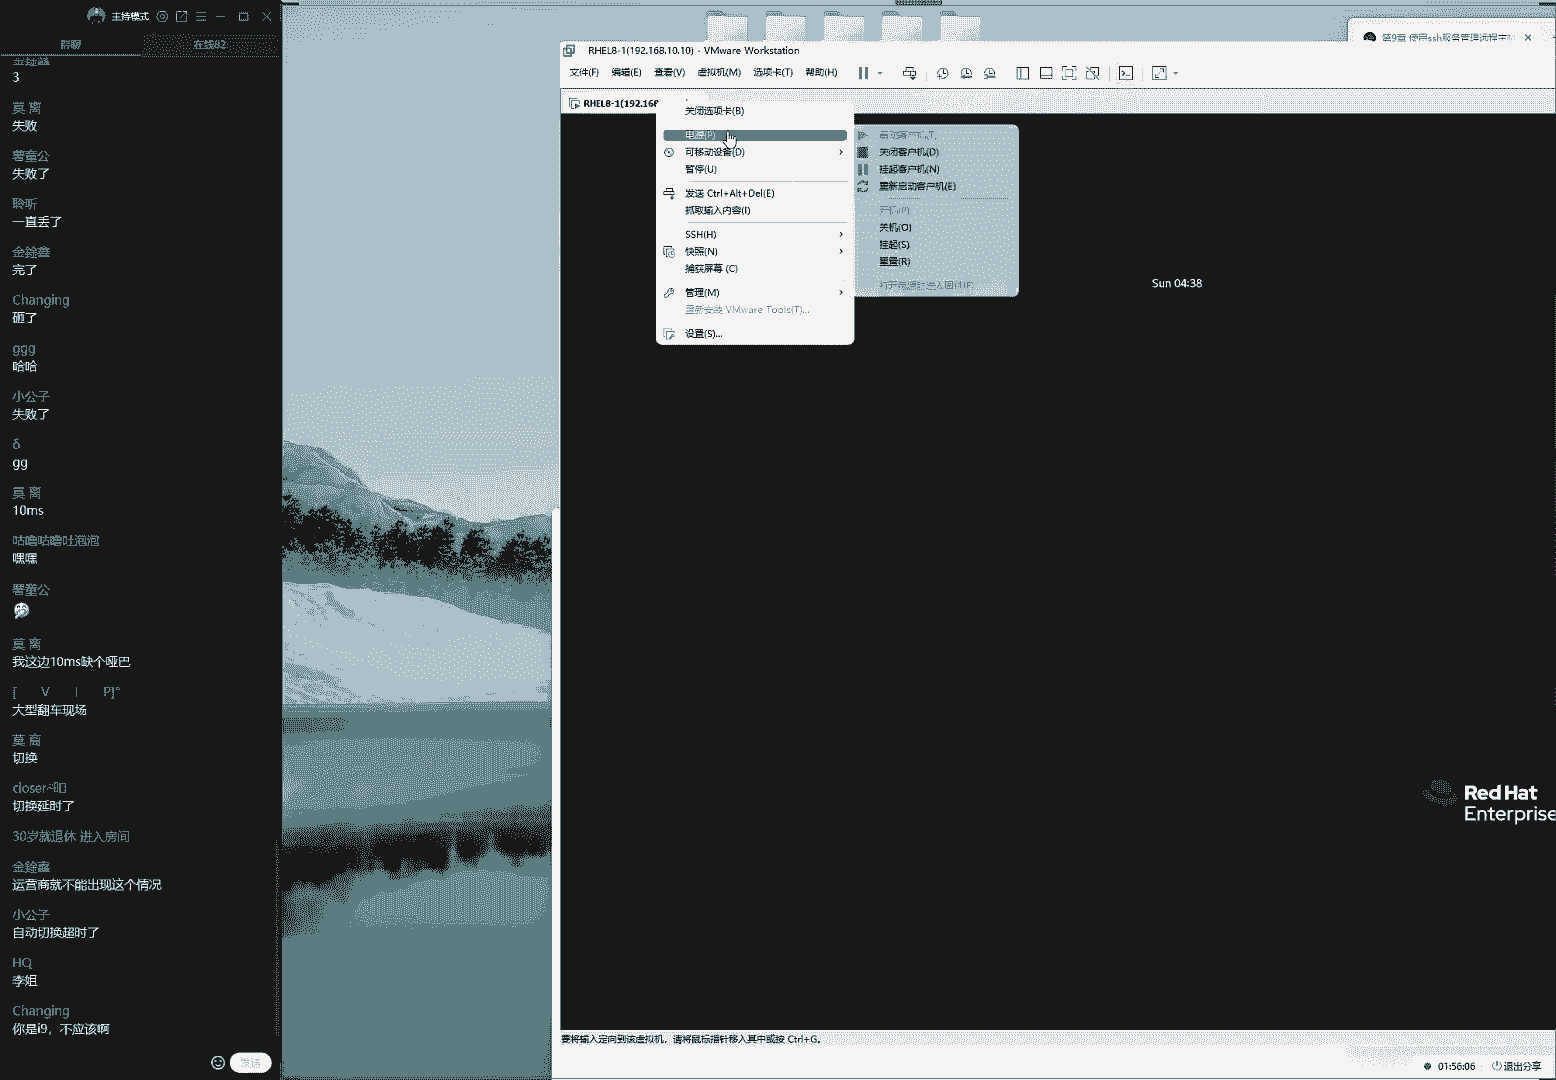 主持模式
群聊
在线82
金鍂鑫
3
莫 离
失败
薯童公
失败了
聆听
一直丢了
金鍂鑫
完了
Changing
砸了
ggg
哈哈
小公子
失败了
δ
gg
莫 离
10ms
咕噜咕噜吐泡泡
嘿嘿
薯童公
莫 离
我这边10ms缺个哑巴
[ V | P]°
大型翻车现场
莫 离
切换
closer
切换延时了
30岁就退休 进入房间
金鍂鑫
运营商就不能出现这个情况
小公子
自动切换超时了
HQ
李姐
Changing
你是i9，不应该啊
发送
第9章 使用ssh服务管理远程主
RHEL8-1(192.168.10.10) - VMware Workstation
文件(F) 编辑(E) 查看(V) 虚拟机(M) 选项卡(T) 帮助(H)
RHEL8-1(192.168
关闭选项卡(B)
电源(P)
可移动设备(D)
暂停(U)
发送 Ctrl+Alt+Del(E)
抓取输入内容(I)
SSH(H)
快照(N)
捕获屏幕 (C)
管理(M)
重新安装 VMware Tools(T)...
设置(S)...
启动客户机(T)
关闭客户机(D)
挂起客户机(N)
重新启动客户机(E)
开机(P)
关机(O)
挂起(S)
重置(R)
打开电源时进入固件(F)
Sun 04:38
Red Hat
Enterprise
要将输入定向到该虚拟机，请将鼠标指针移入其中或按 Ctrl+G。
01:56:06
退出分享